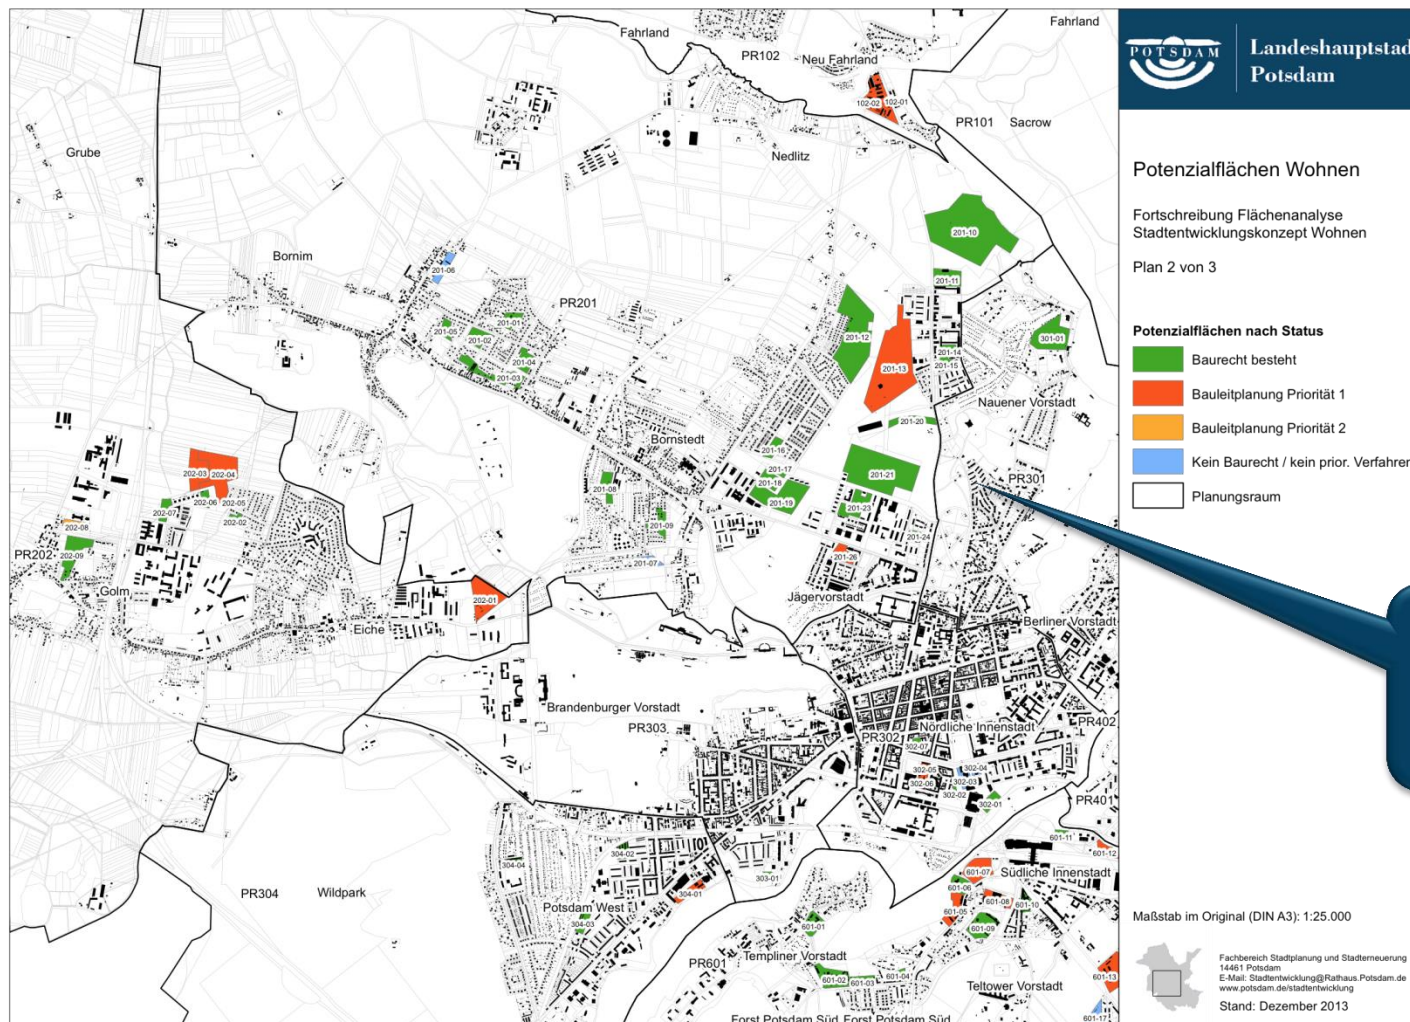 Fahrland
Fahrland
PR102
Neu Fahrland
102-02
102-01
PR101
Sacrow
Grube
Nedlitz
201-10
Bornim
201-06
201-11
PR201
201-01
201-05
201-02
201-12
301-01
201-04
201-14
201-15
201-13
201-03
Nauener Vorstadt
201-20
Bornstedt
201-16
202-03
202-04
201-17
201-21
PR301
201-18
201-08
202-06
202-05
201-19
201-23
202-07
202-02
202-08
201-09
201-24
PR202
202-09
201-26
201-07
Golm
202-01
Jägervorstadt
Eiche
Berliner Vorstadt
Brandenburger Vorstadt
PR303
PR402
Nördliche Innenstadt
PR302
302-07
302-05
302-04
302-06
302-03
302-02
302-01
PR401
601-11
304-02
601-12
304-04
303-01
601-07
Südliche Innenstadt
PR304
Wildpark
304-01
601-06
601-08
601-10
Potsdam West
601-05
304-03
601-01
601-09
Templiner Vorstadt
PR601
601-02
601-03
601-04
601-13
Teltower Vorstadt
Forst Potsdam Süd
Forst Potsdam Süd
601-17
POTSDAM
Landeshauptstad
Potsdam
Potenzialflächen Wohnen
Fortschreibung Flächenanalyse
Stadtentwicklungskonzept Wohnen
Plan 2 von 3
Potenzialflächen nach Status
Baurecht besteht
Bauleitplanung Priorität 1
Bauleitplanung Priorität 2
Kein Baurecht / kein prior. Verfahren
Planungsraum
Maßstab im Original (DIN A3): 1:25.000
Fachbereich Stadtplanung und Stadterneuerung
14461 Potsdam
E-Mail: Stadtentwicklung@Rathaus.Potsdam.de
www.potsdam.de/stadtentwicklung
Stand: Dezember 2013